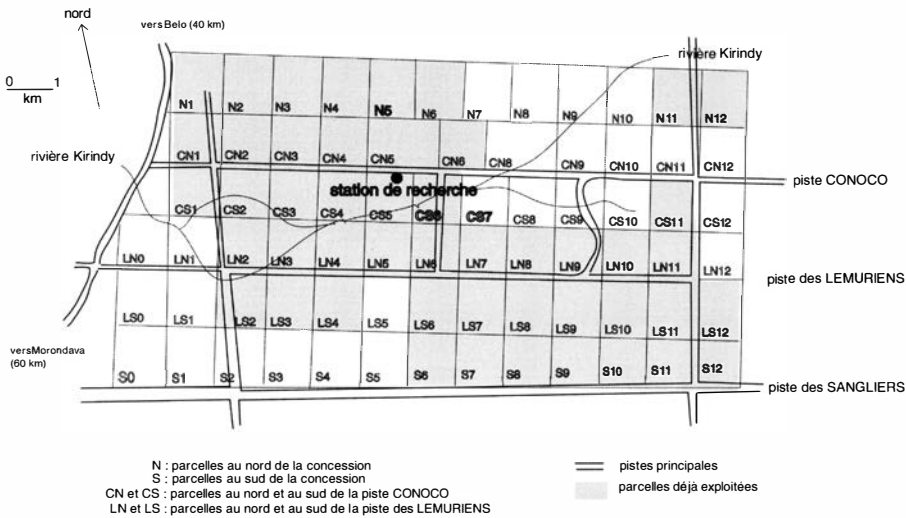 nord
vers Belo (40 km)
rivière Kirindy
0 1
km
N1 N2 N3 N4 N5 N6 N7 N8 N9 N10 N11 N12
rivière Kirindy
CN1 CN2 CN3 CN4 CN5 CN6 CN8 CN9 CN10 CN11 CN12
piste CONOCO
station de recherche
CS1 CS2 CS3 CS4 CS5 CS6 CS7 CS8 CS9 CS10 CS11 CS12
LN0 LN1 LN2 LN3 LN4 LN5 LN6 LN7 LN8 LN9 LN10 LN11 LN12
piste des LEMURIENS
LS0 LS1 LS2 LS3 LS4 LS5 LS6 LS7 LS8 LS9 LS10 LS11 LS12
versMorondava
(60 km)
S0 S1 S2 S3 S4 S5 S6 S7 S8 S9 S10 S11 S12
piste des SANGLIERS
N : parcelles au nord de la concession
S : parcelles au sud de la concession
CN et CS : parcelles au nord et au sud de la piste CONOCO
LN et LS : parcelles au nord et au sud de la piste des LEMURIENS
pistes principales
parcelles déjà exploitées